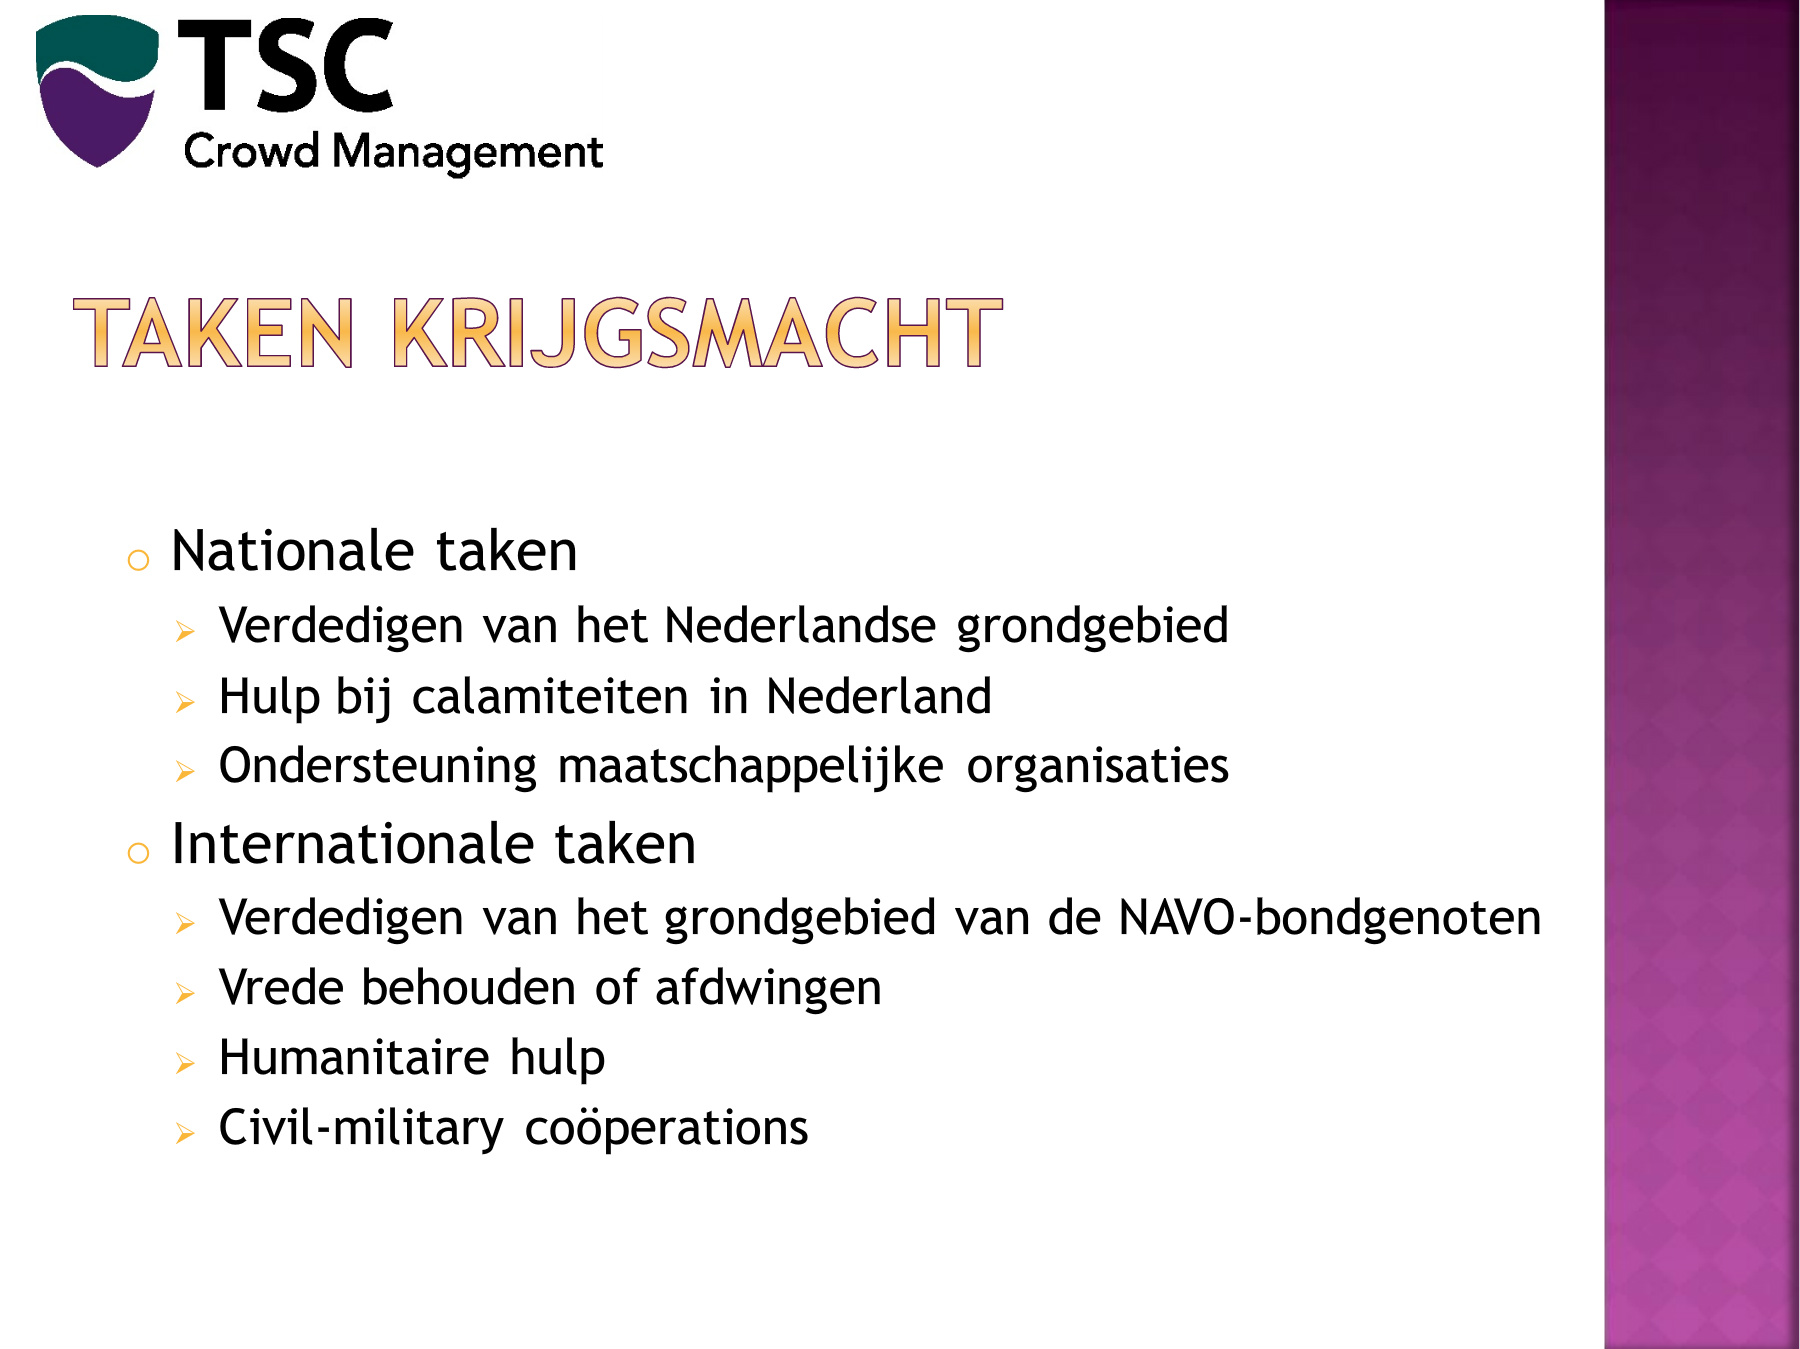 TSC
Crowd Management
TAKEN KRIJGSMACHT
o Nationale taken
➢ Verdedigen van het Nederlandse grondgebied
➢ Hulp bij calamiteiten in Nederland
➢ Ondersteuning maatschappelijke organisaties
o Internationale taken
➢ Verdedigen van het grondgebied van de NAVO-bondgenoten
➢ Vrede behouden of afdwingen
➢ Humanitaire hulp
➢ Civil-military coöperations